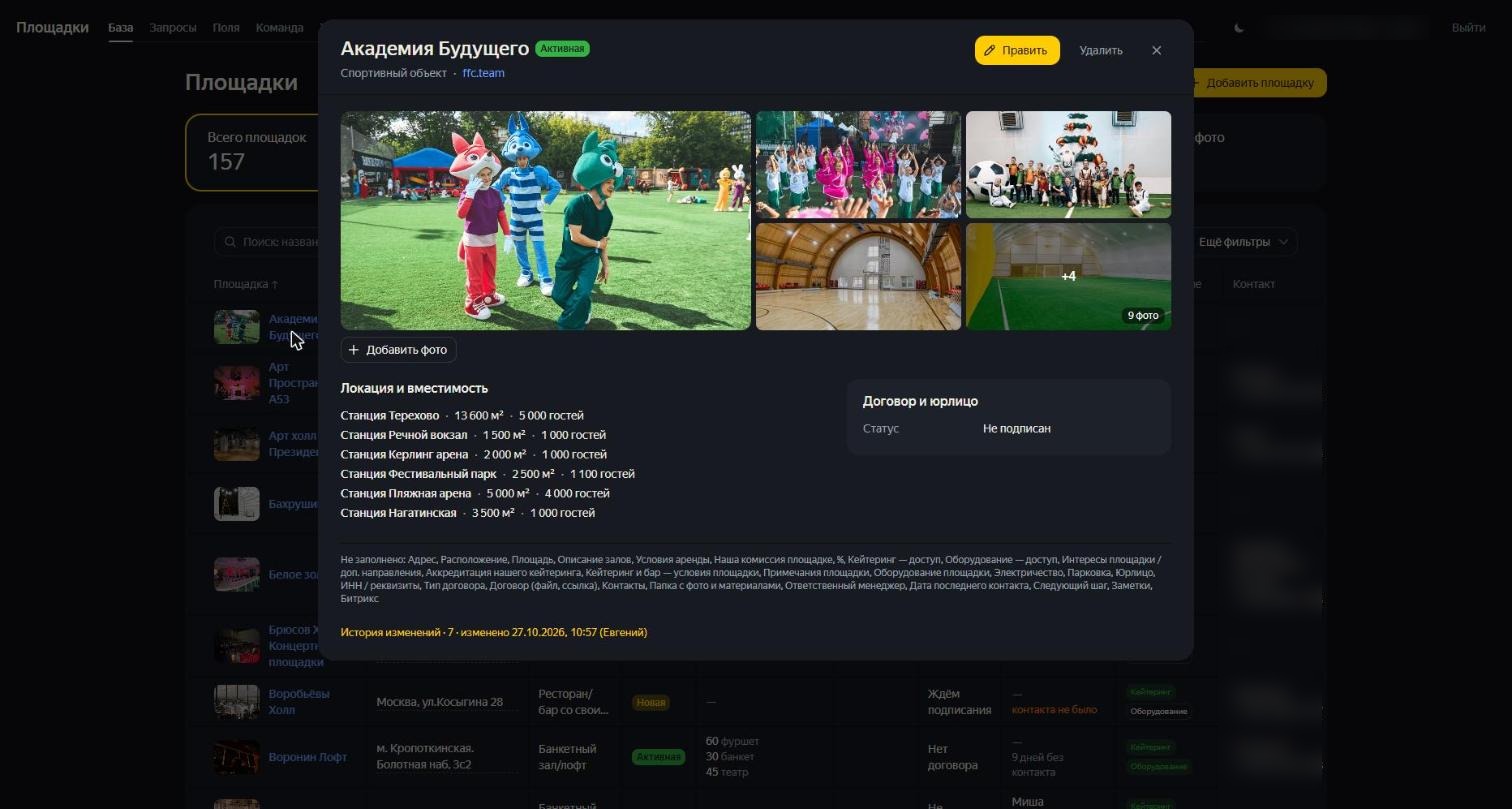 Площадки
База
Запросы
Поля
Команда
Выйти
Площадки
Добавить площадку
Всего площадок
157
фото
Академия Будущего
Активная
Спортивный объект · ffc.team
Править
Удалить
+4
9 фото
Добавить фото
Локация и вместимость
Станция Терехово · 13 600 м² · 5 000 гостей
Станция Речной вокзал · 1 500 м² · 1 000 гостей
Станция Керлинг арена · 2 000 м² · 1 000 гостей
Станция Фестивальный парк · 2 500 м² · 1 100 гостей
Станция Пляжная арена · 5 000 м² · 4 000 гостей
Станция Нагатинская · 3 500 м² · 1 000 гостей
Договор и юрлицо
Статус
Не подписан
Не заполнено: Адрес, Расположение, Площадь, Описание залов, Условия аренды, Наша комиссия площадке, %, Кейтеринг — доступ, Оборудование — доступ, Интересы площадки /
доп. направления, Аккредитация нашего кейтеринга, Кейтеринг и бар — условия площадки, Примечания площадки, Оборудование площадки, Электричество, Парковка, Юрлицо,
ИНН / реквизиты, Тип договора, Договор (файл, ссылка), Контакты, Папка с фото и материалами, Ответственный менеджер, Дата последнего контакта, Следующий шаг, Заметки,
Битрикс
История изменений · 7 · изменено 27.10.2026, 10:57 (Евгений)
Поиск: назван
Ещё фильтры
Площадка ↑
Контакт
Арт
Простран
А53
Арт холл
Президе
Бахруши
Белое зо
Брюсов Х
Концертн
площадки
Воробьёвы
Холл
Москва, ул.Косыгина 28
Ресторан/
бар со свои...
Новая
—
Ждём
подписания
—
контакта не было
Кейтеринг
Оборудование
Воронин Лофт
м. Кропоткинская.
Болотная наб, 3с2
Банкетный
зал/лофт
Активная
60 фуршет
30 банкет
45 театр
Нет
договора
—
9 дней без
контакта
Кейтеринг
Оборудование
Банкетный
Не
Миша
Кейтеринг